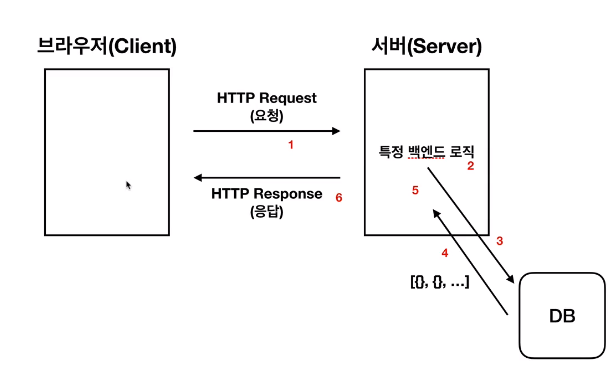 브라우저(Client)
서버(Server)
HTTP Request
(요청)
1
특정 백엔드 로직
2
HTTP Response
(응답)
6
5
3
4
[{}, {}, …]
DB